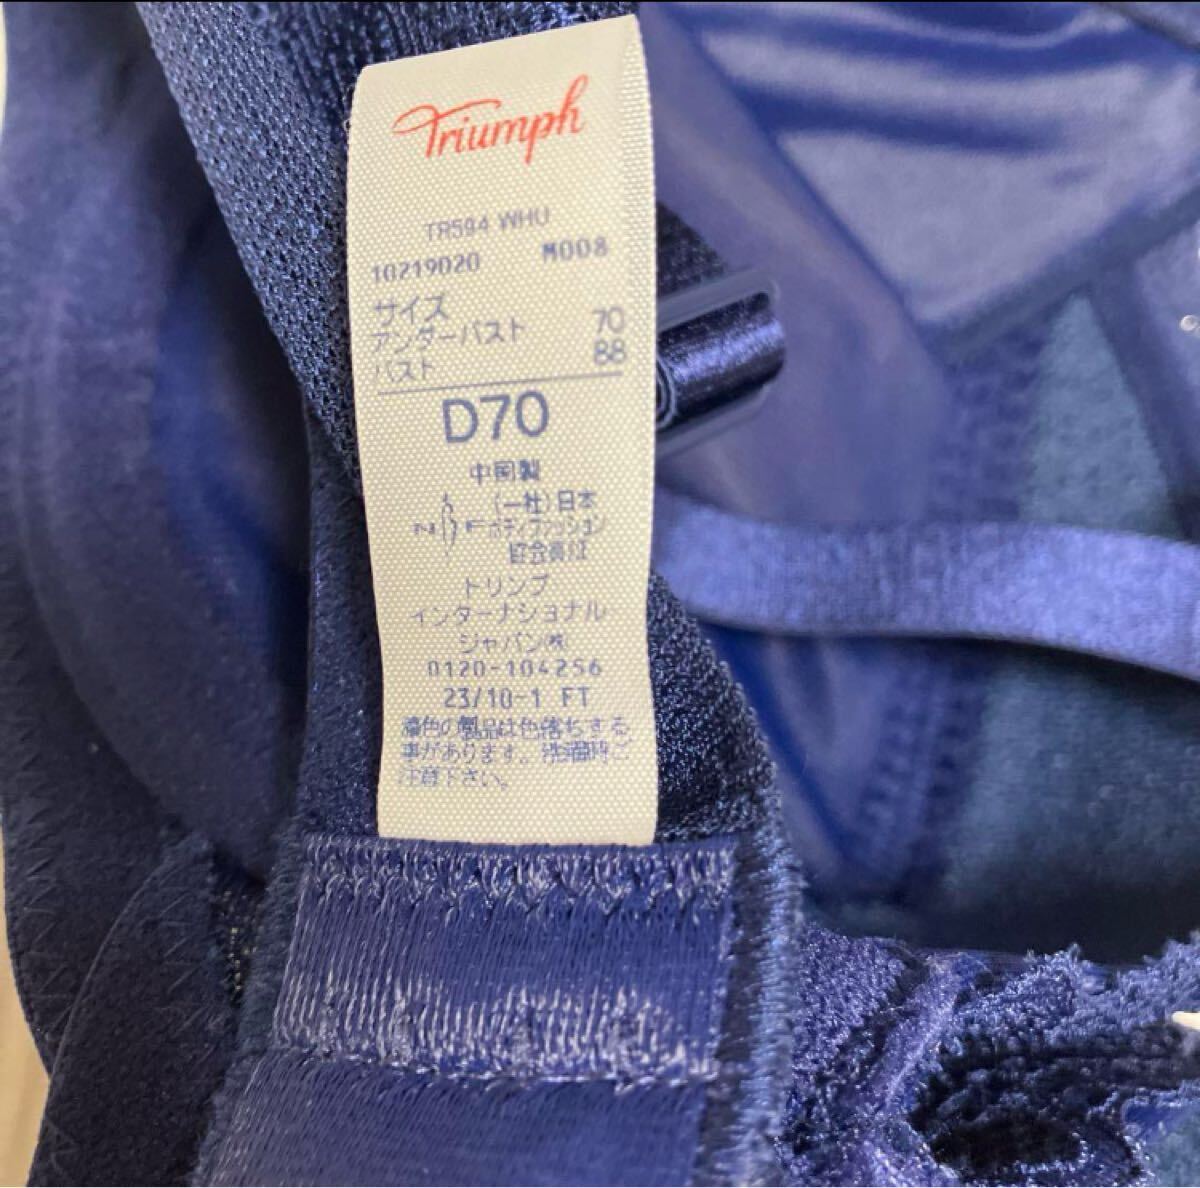 Triumph
TR594 WHU
10219020 M008
サイズ
アンダーバスト 70
バスト 88
D70
中国製
(一社)日本
NBFボディファッション
協会員証
トリンプ
インターナショナル
ジャパン㈱
0120-104256
23/10-1 FT
濃色の製品は色落ちする
事があります。洗濯時ご
注意下さい。